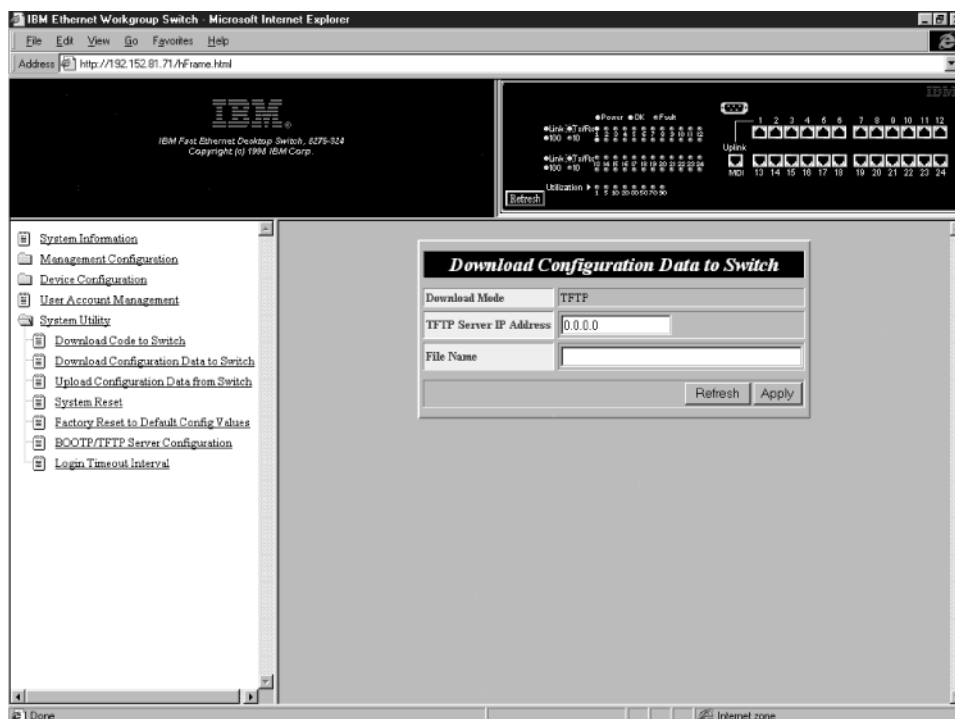 IBM Ethernet Workgroup Switch - Microsoft Internet Explorer
File Edit View Go Favorites Help
Address http://192.152.81.71/hFrame.html
IBM
IBM Fast Ethernet Desktop Switch, 8275-324
Copyright (c) 1998 IBM Corp.
IBM
Power OK Fault
Link Tx/Rx
100 10
1 2 3 4 5 6 7 8 9 10 11 12
Uplink
Link Tx/Rx
100 10
MDI 13 14 15 16 17 18 19 20 21 22 23 24
Utilization
Refresh
System Information
Management Configuration
Device Configuration
User Account Management
System Utility
Download Code to Switch
Download Configuration Data to Switch
Upload Configuration Data from Switch
System Reset
Factory Reset to Default Config Values
BOOTP/TFTP Server Configuration
Login Timeout Interval
Download Configuration Data to Switch
Download Mode TFTP
TFTP Server IP Address 0.0.0.0
File Name
Refresh Apply
Done
Internet zone